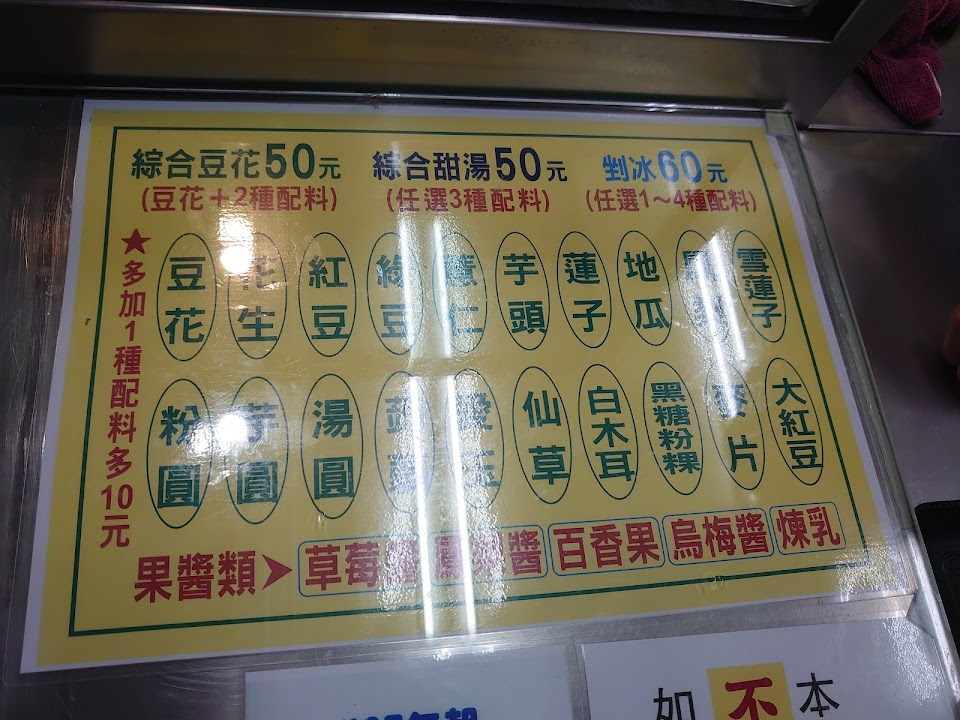 綜合豆花50元 綜合甜湯50元 剉冰60元
(豆花+2種配料) (任選3種配料) (任選1~4種配料)
★多加1種配料多10元
豆花 花生 紅豆 綠豆 薏仁 芋頭 蓮子 地瓜 雪蓮子
粉圓 芋圓 湯圓 愛玉 仙草 白木耳 黑糖粉粿 麥片 大紅豆
果醬類➤ 草莓 醬 百香果 烏梅醬 煉乳
如不本